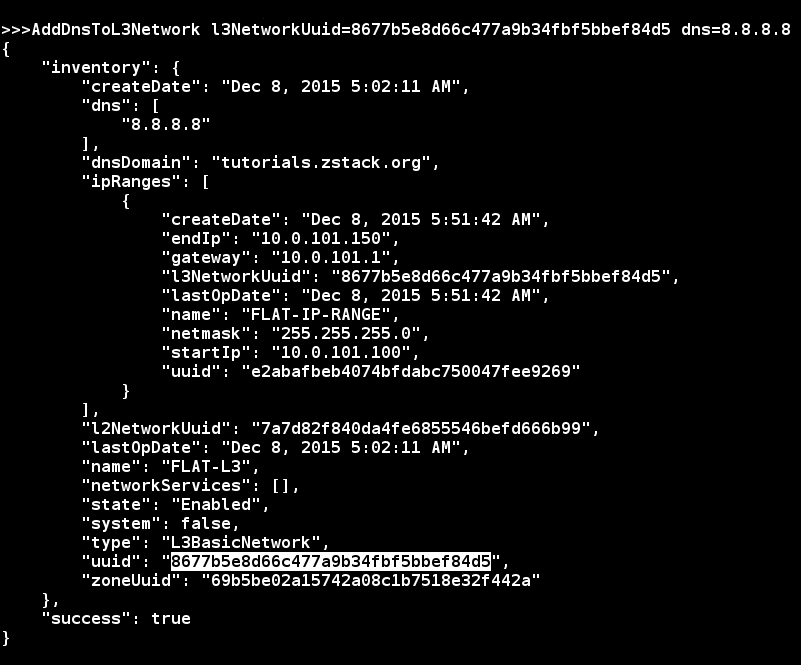 >>>AddDnsToL3Network l3NetworkUuid=8677b5e8d66c477a9b34fbf5bbef84d5 dns=8.8.8.8
{
    "inventory": {
        "createDate": "Dec 8, 2015 5:02:11 AM",
        "dns": [
            "8.8.8.8"
        ],
        "dnsDomain": "tutorials.zstack.org",
        "ipRanges": [
            {
                "createDate": "Dec 8, 2015 5:51:42 AM",
                "endIp": "10.0.101.150",
                "gateway": "10.0.101.1",
                "l3NetworkUuid": "8677b5e8d66c477a9b34fbf5bbef84d5",
                "lastOpDate": "Dec 8, 2015 5:51:42 AM",
                "name": "FLAT-IP-RANGE",
                "netmask": "255.255.255.0",
                "startIp": "10.0.101.100",
                "uuid": "e2abafbeb4074bfdabc750047fee9269"
            }
        ],
        "l2NetworkUuid": "7a7d82f840da4fe6855546befd666b99",
        "lastOpDate": "Dec 8, 2015 5:02:11 AM",
        "name": "FLAT-L3",
        "networkServices": [],
        "state": "Enabled",
        "system": false,
        "type": "L3BasicNetwork",
        "uuid": "8677b5e8d66c477a9b34fbf5bbef84d5",
        "zoneUuid": "69b5be02a15742a08c1b7518e32f442a"
    },
    "success": true
}